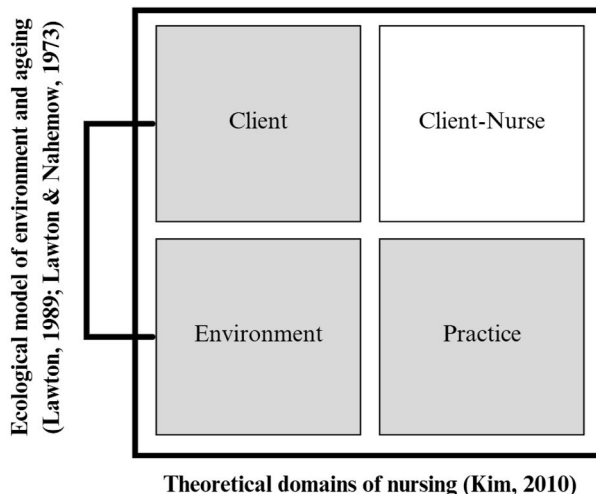 Ecological model of environment and ageing
(Lawton, 1989; Lawton & Nahemow, 1973)
Client
Client-Nurse
Environment
Practice
Theoretical domains of nursing (Kim, 2010)